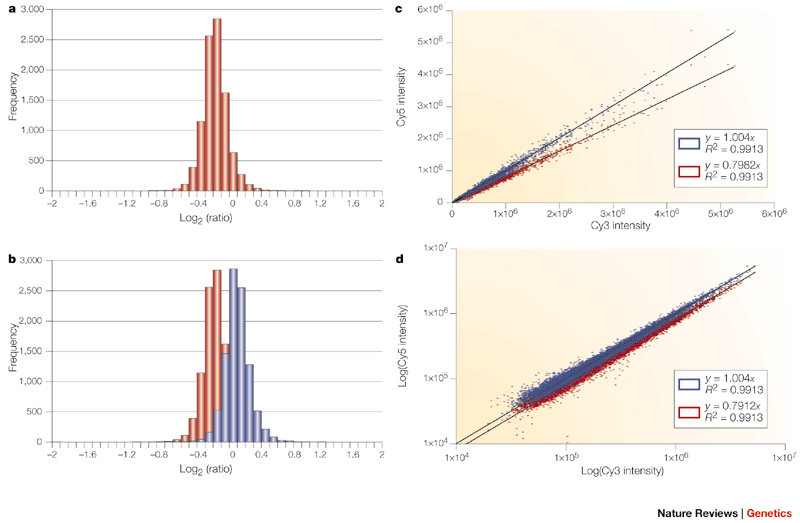 a
3,000
2,500
2,000
1,500
1,000
500
0
Frequency
−2
−1.6
−1.2
−0.8
−0.4
0
0.4
0.8
1.2
1.6
2
Log2 (ratio)
b
3,000
2,500
2,000
1,500
1,000
500
0
Frequency
−2
−1.6
−1.2
−0.8
−0.4
0
0.4
0.8
1.2
1.6
2
Log2 (ratio)
c
6×10⁶
5×10⁶
4×10⁶
3×10⁶
2×10⁶
1×10⁶
0
Cy5 intensity
y = 1.004x
R² = 0.9913
y = 0.7982x
R² = 0.9913
0
1×10⁶
2×10⁶
3×10⁶
4×10⁶
5×10⁶
6×10⁶
Cy3 intensity
d
1×10⁷
1×10⁶
1×10⁵
1×10⁴
Log(Cy5 intensity)
y = 1.004x
R² = 0.9913
y = 0.7912x
R² = 0.9913
1×10⁴
1×10⁵
1×10⁶
1×10⁷
Log(Cy3 intensity)
Nature Reviews | Genetics